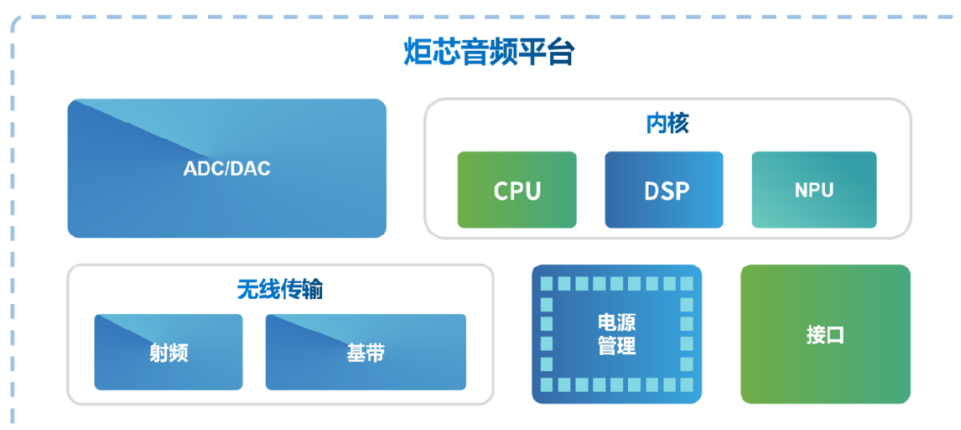 炬芯音频平台
ADC/DAC
内核
CPU
DSP
NPU
无线传输
射频
基带
电源
管理
接口